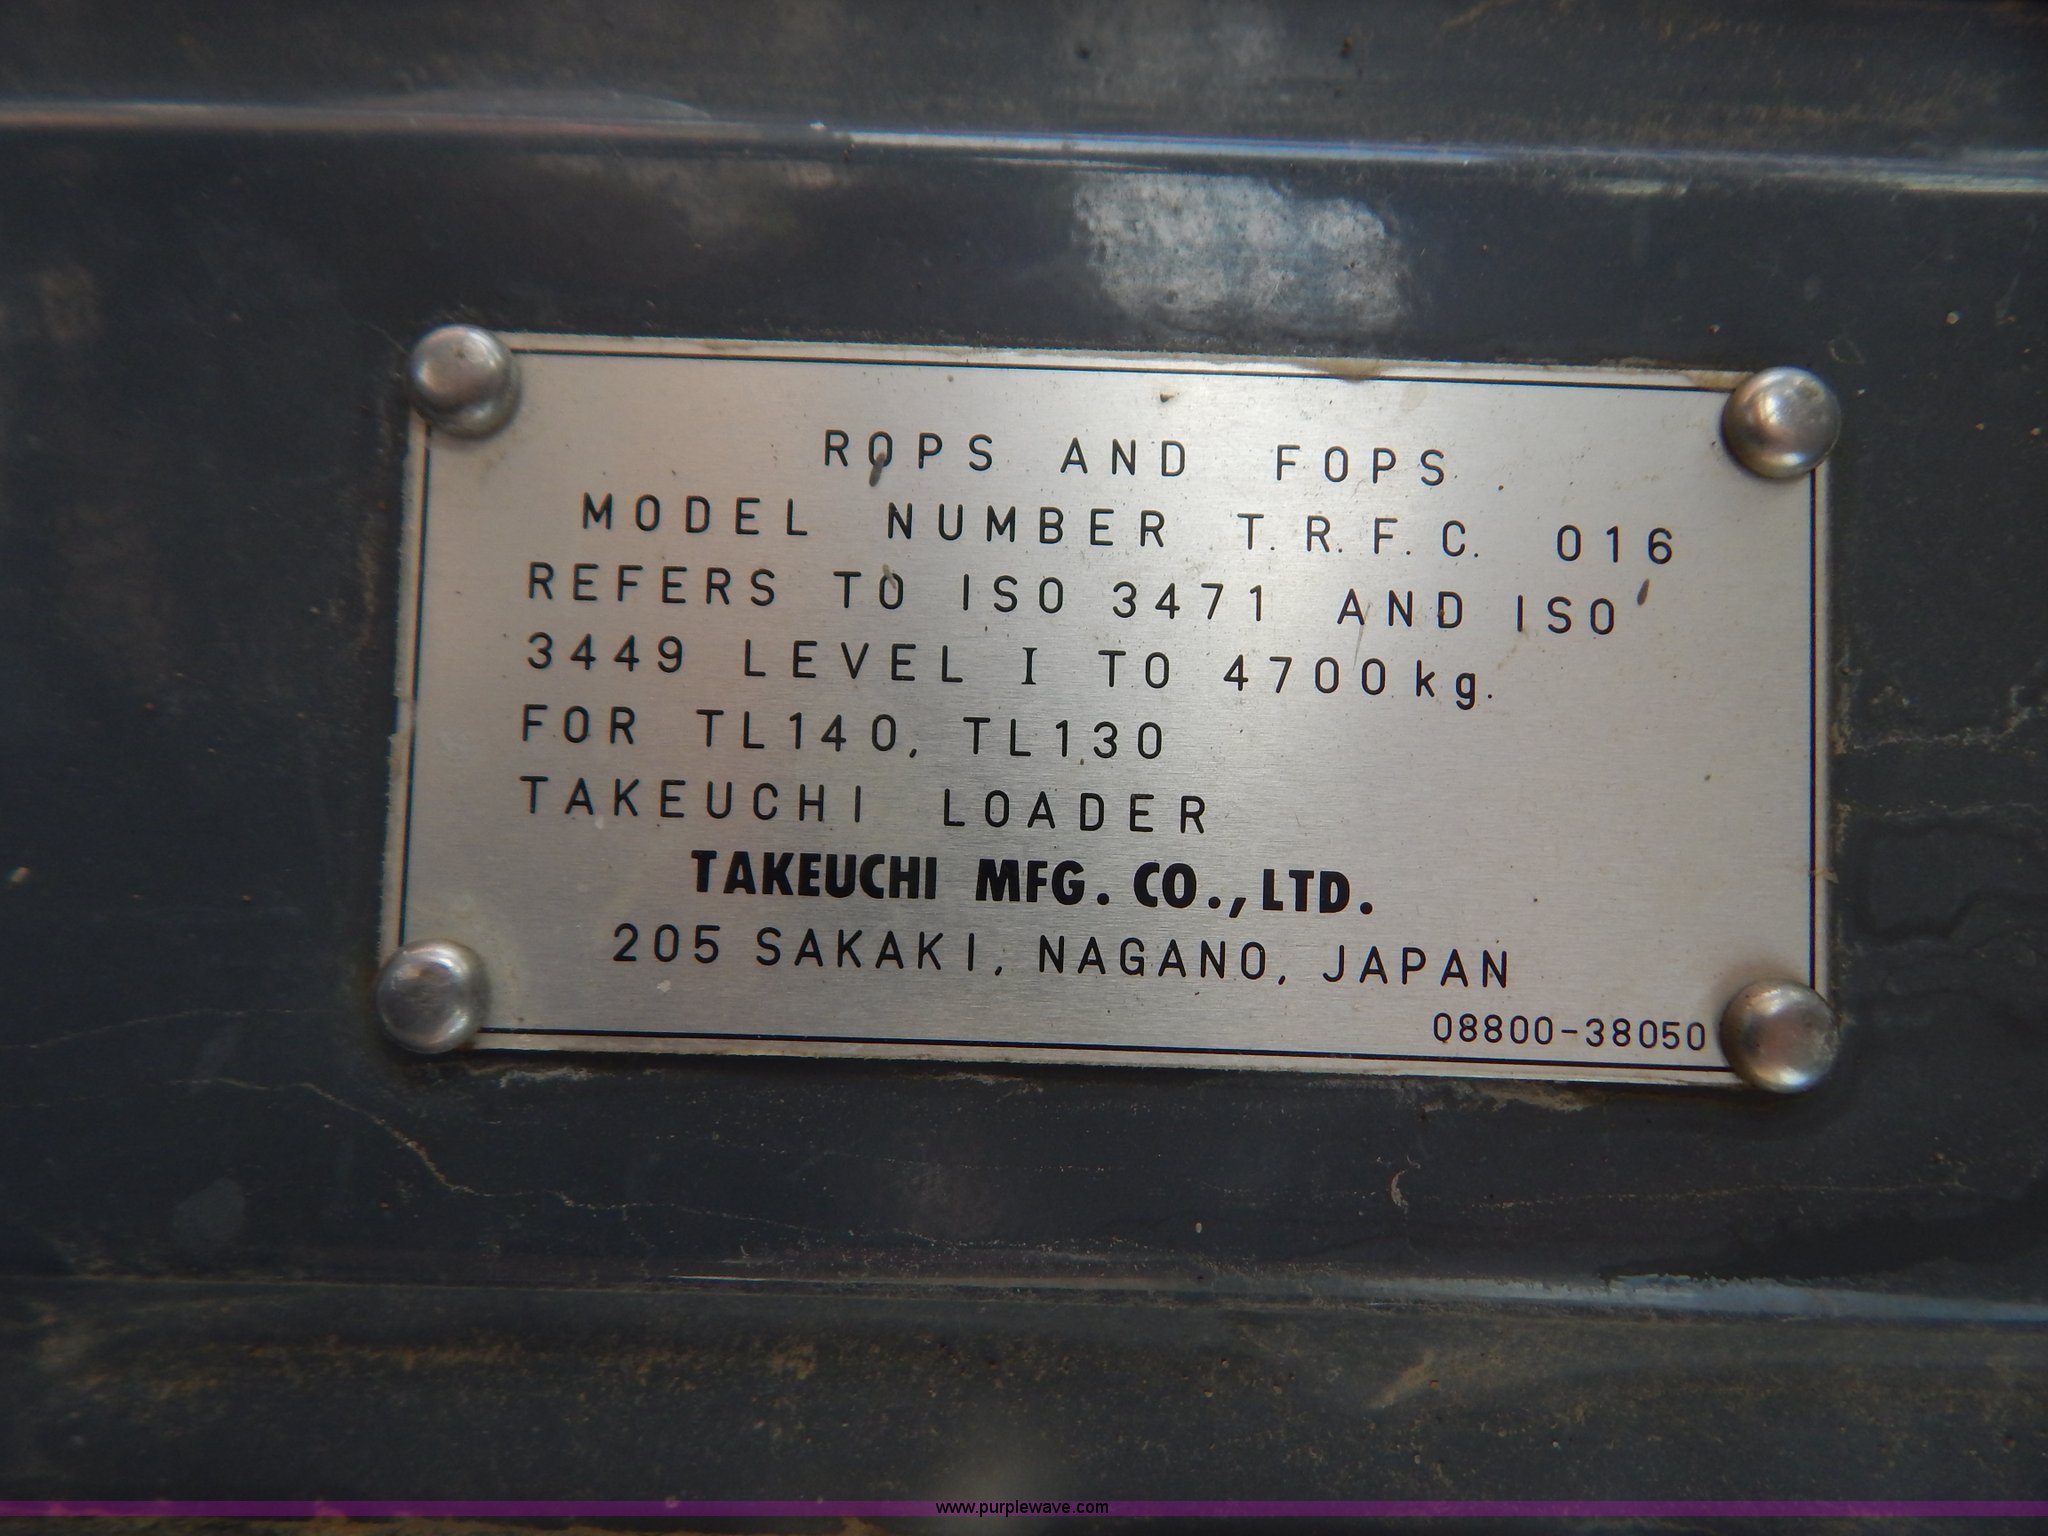 ROPS AND FOPS
MODEL NUMBER T.R.F.C. 016
REFERS TO ISO 3471 AND ISO
3449 LEVEL I TO 4700kg.
FOR TL140, TL130
TAKEUCHI LOADER
TAKEUCHI MFG. CO., LTD.
205 SAKAKI, NAGANO, JAPAN
08800-38050
www.purplewave.com